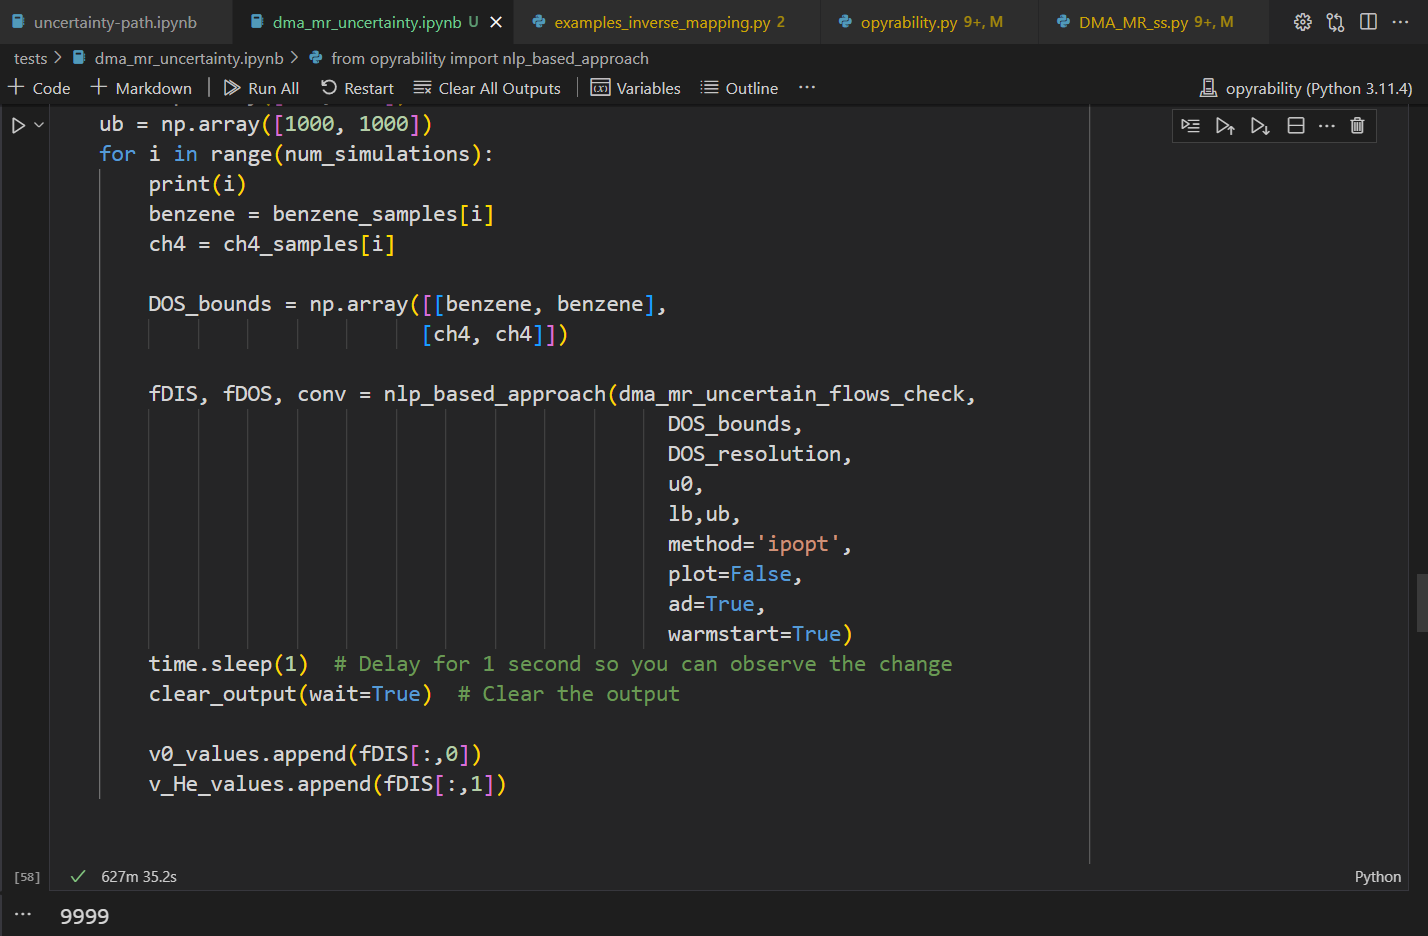 uncertainty-path.ipynb dma_mr_uncertainty.ipynb U examples_inverse_mapping.py 2 opyrability.py 9+, M DMA_MR_ss.py 9+, M
tests > dma_mr_uncertainty.ipynb > from opyrability import nlp_based_approach
+ Code + Markdown Run All Restart Clear All Outputs Variables Outline ... opyrability (Python 3.11.4)
ub = np.array([1000, 1000])
for i in range(num_simulations):
print(i)
benzene = benzene_samples[i]
ch4 = ch4_samples[i]
DOS_bounds = np.array([[benzene, benzene],
[ch4, ch4]])
fDIS, fDOS, conv = nlp_based_approach(dma_mr_uncertain_flows_check,
DOS_bounds,
DOS_resolution,
u0,
lb,ub,
method='ipopt',
plot=False,
ad=True,
warmstart=True)
time.sleep(1)  # Delay for 1 second so you can observe the change
clear_output(wait=True)  # Clear the output
v0_values.append(fDIS[:,0])
v_He_values.append(fDIS[:,1])
[58] 627m 35.2s Python
... 9999